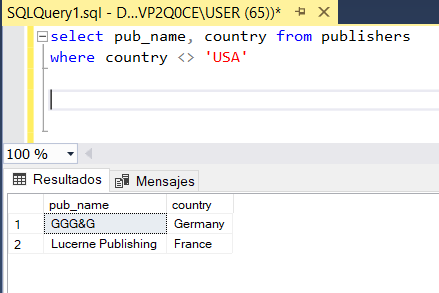 SQLQuery1.sql - D...VP2Q0CE\USER (65))*
select pub_name, country from publishers
where country <> 'USA'
100 %
Resultados Mensajes
pub_name country
1 GGG&G Germany
2 Lucerne Publishing France